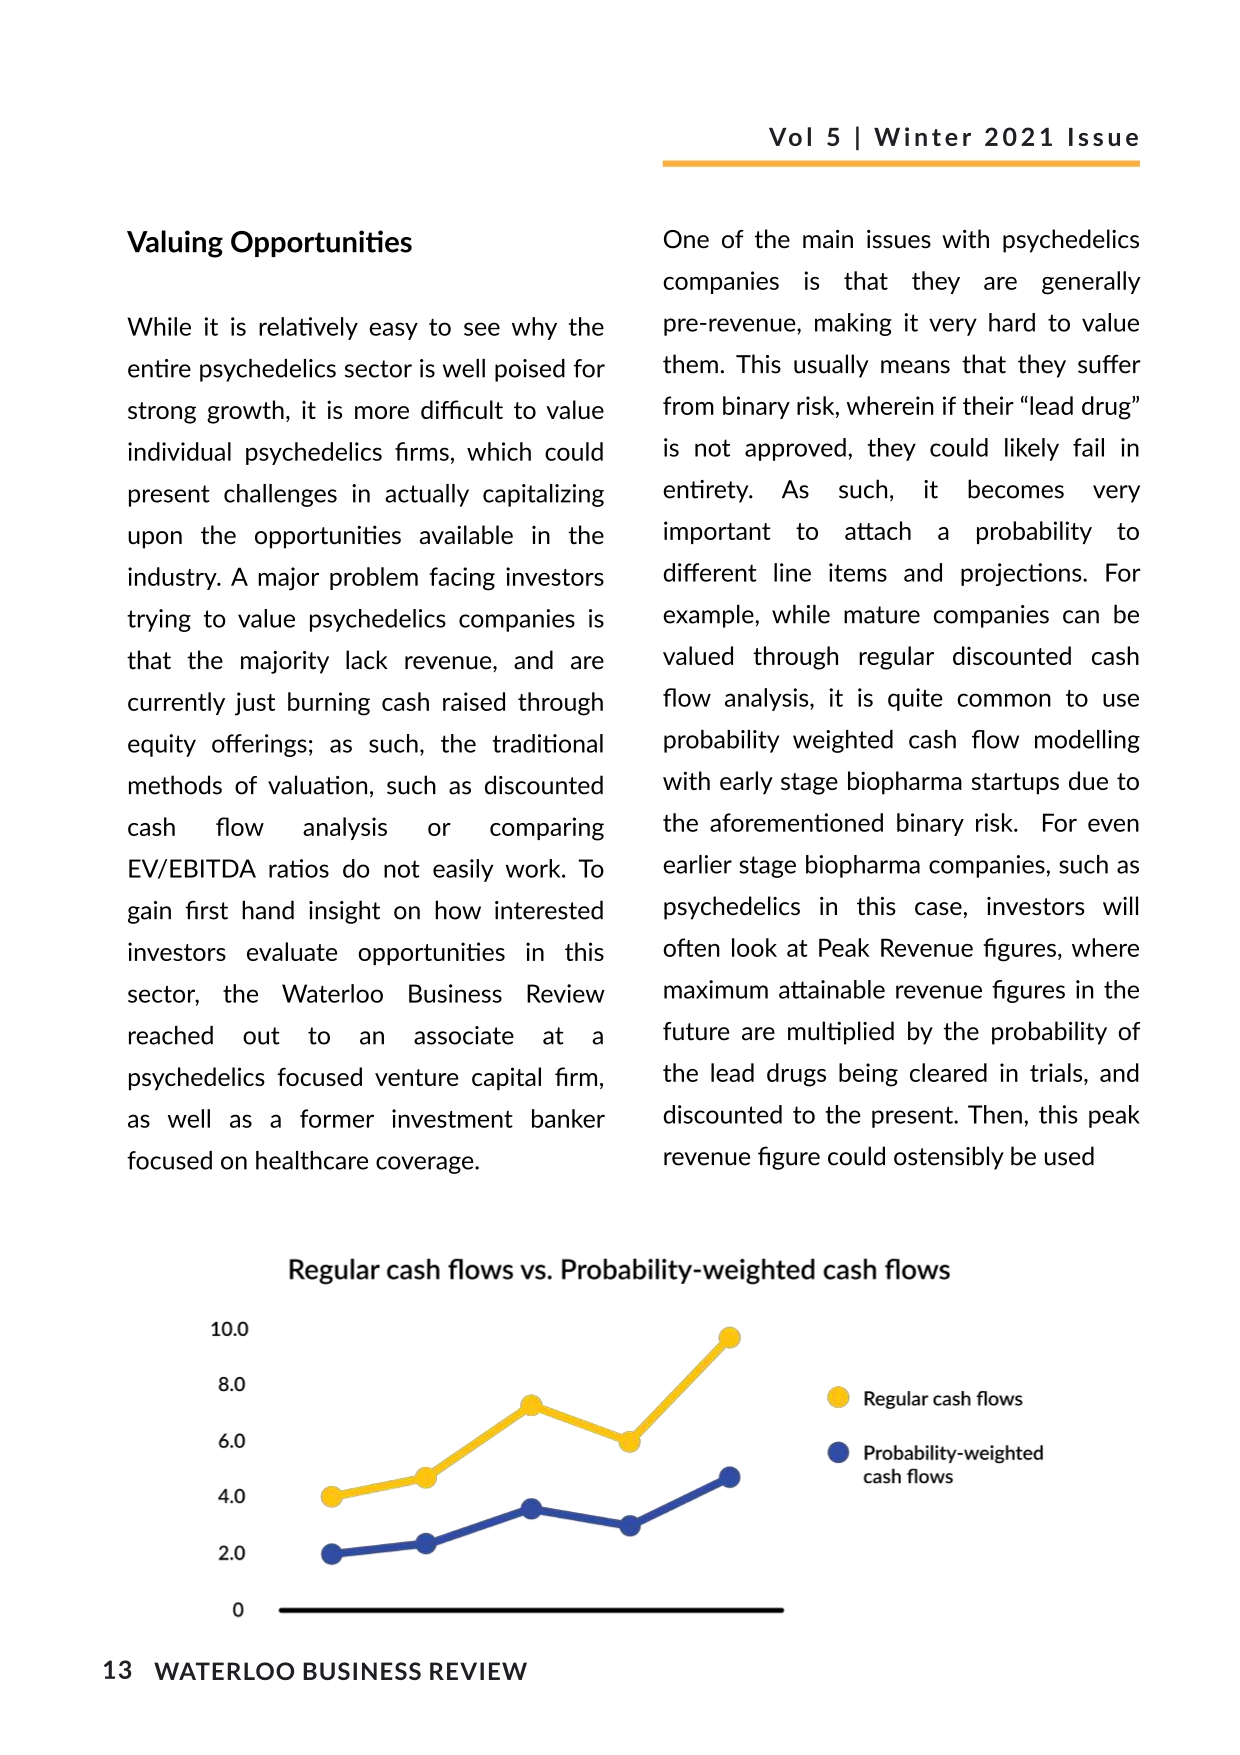 Vol 5 | Winter 2021 Issue
Valuing Opportunities
While it is relatively easy to see why the
entire psychedelics sector is well poised for
strong growth, it is more difficult to value
individual psychedelics firms, which could
present challenges in actually capitalizing
upon the opportunities available in the
industry. A major problem facing investors
trying to value psychedelics companies is
that the majority lack revenue, and are
currently just burning cash raised through
equity offerings; as such, the traditional
methods of valuation, such as discounted
cash flow analysis or comparing
EV/EBITDA ratios do not easily work. To
gain first hand insight on how interested
investors evaluate opportunities in this
sector, the Waterloo Business Review
reached out to an associate at a
psychedelics focused venture capital firm,
as well as a former investment banker
focused on healthcare coverage.
One of the main issues with psychedelics
companies is that they are generally
pre-revenue, making it very hard to value
them. This usually means that they suffer
from binary risk, wherein if their “lead drug”
is not approved, they could likely fail in
entirety. As such, it becomes very
important to attach a probability to
different line items and projections. For
example, while mature companies can be
valued through regular discounted cash
flow analysis, it is quite common to use
probability weighted cash flow modelling
with early stage biopharma startups due to
the aforementioned binary risk. For even
earlier stage biopharma companies, such as
psychedelics in this case, investors will
often look at Peak Revenue figures, where
maximum attainable revenue figures in the
future are multiplied by the probability of
the lead drugs being cleared in trials, and
discounted to the present. Then, this peak
revenue figure could ostensibly be used
Regular cash flows vs. Probability-weighted cash flows
10.0
8.0
6.0
4.0
2.0
0
Regular cash flows
Probability-weighted
cash flows
13 WATERLOO BUSINESS REVIEW